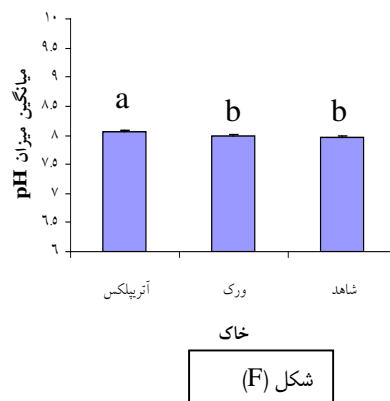 میانگین میزان pH
۱۰
۹.۵
۹
۸.۵
۸
۷.۵
۷
۶.۵
۶
a b b
آتریپلکس ورک شاهد
خاک
شکل (F)